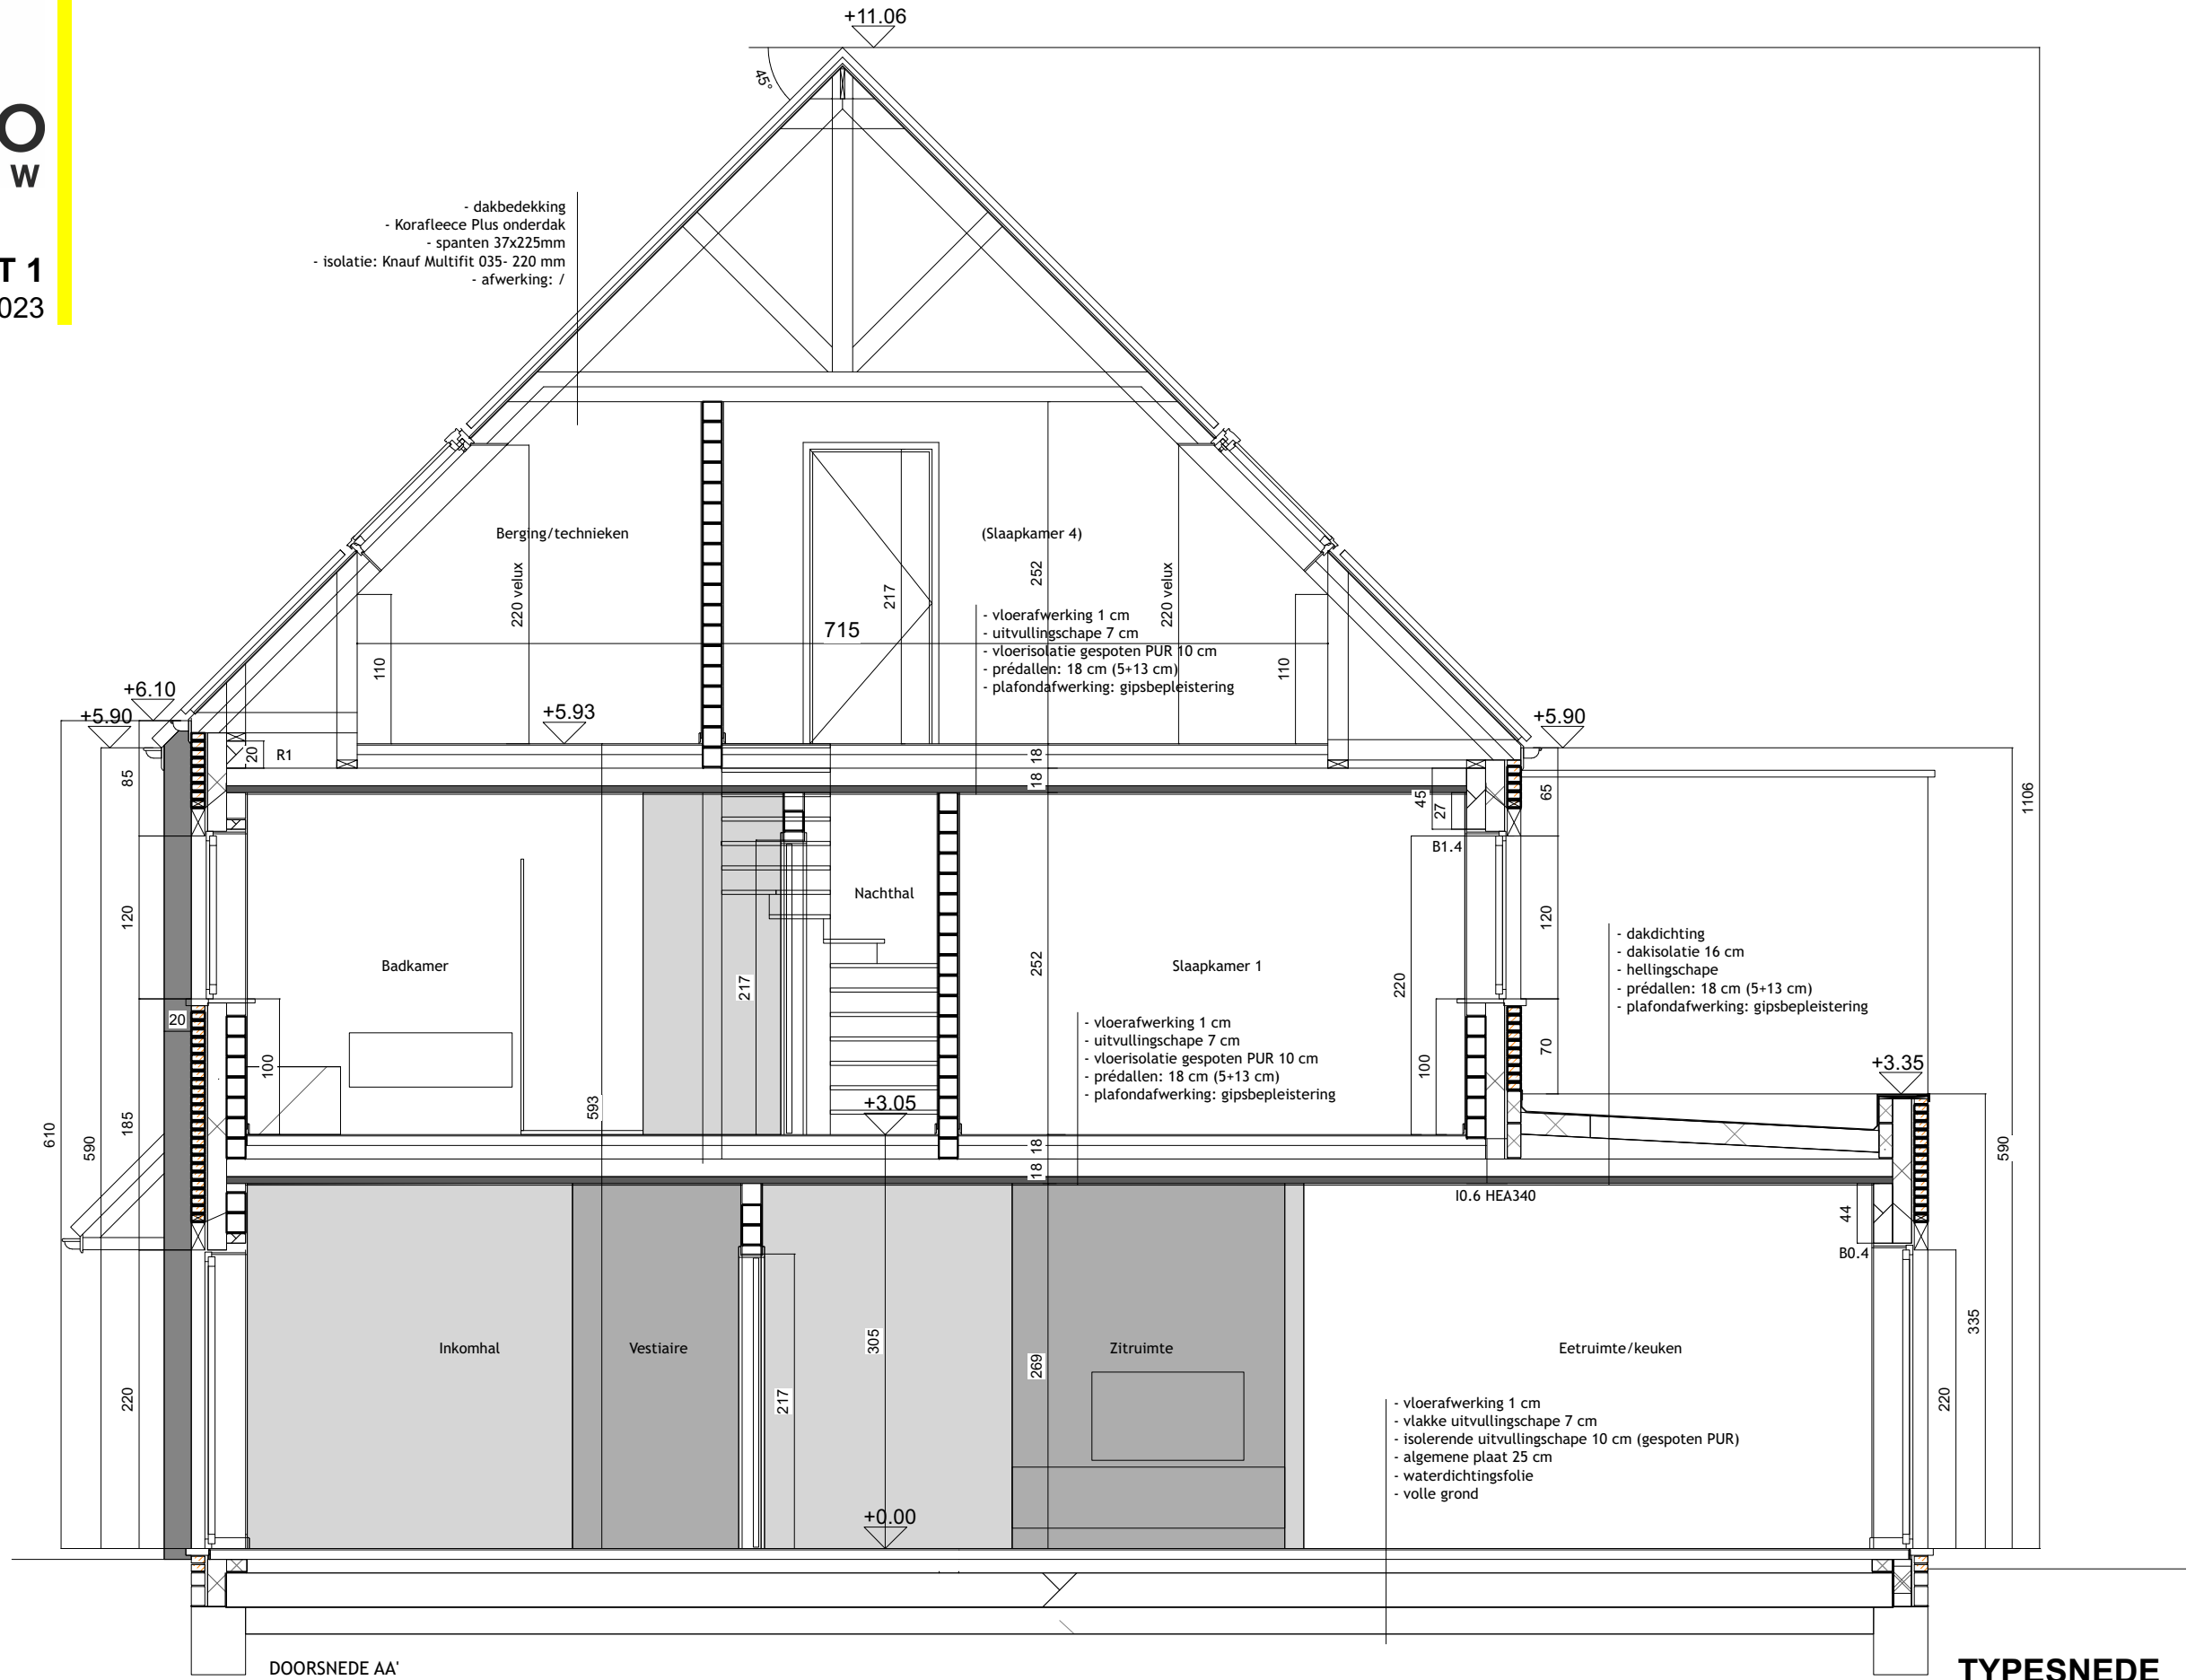 +11.06
45°
O
W
T 1
023
- dakbedekking
- Korafleece Plus onderdak
- spanten 37x225mm
- isolatie: Knauf Multifit 035- 220 mm
- afwerking: /
Berging/technieken
(Slaapkamer 4)
220 velux
217
252
220 velux
- vloerafwerking 1 cm
- uitvullingschape 7 cm
- vloerisolatie gespoten PUR 10 cm
- prédallen: 18 cm (5+13 cm)
- plafondafwerking: gipsbepleistering
715
110
110
+6.10
+5.90
+5.93
+5.90
20
R1
18
18
85
45
27
65
1106
B1.4
120
Nachthal
120
- dakdichting
- dakisolatie 16 cm
- hellingschape
- prédallen: 18 cm (5+13 cm)
- plafondafwerking: gipsbepleistering
Badkamer
252
Slaapkamer 1
217
220
20
- vloerafwerking 1 cm
- uitvullingschape 7 cm
- vloerisolatie gespoten PUR 10 cm
- prédallen: 18 cm (5+13 cm)
- plafondafwerking: gipsbepleistering
70
100
100
+3.35
593
+3.05
185
610
590
18
18
590
I0.6 HEA340
44
B0.4
335
Inkomhal
Vestiaire
305
269
Zitruimte
Eetruimte/keuken
220
217
220
- vloerafwerking 1 cm
- vlakke uitvullingschape 7 cm
- isolerende uitvullingschape 10 cm (gespoten PUR)
- algemene plaat 25 cm
- waterdichtingsfolie
- volle grond
+0.00
DOORSNEDE AA'
TYPESNEDE